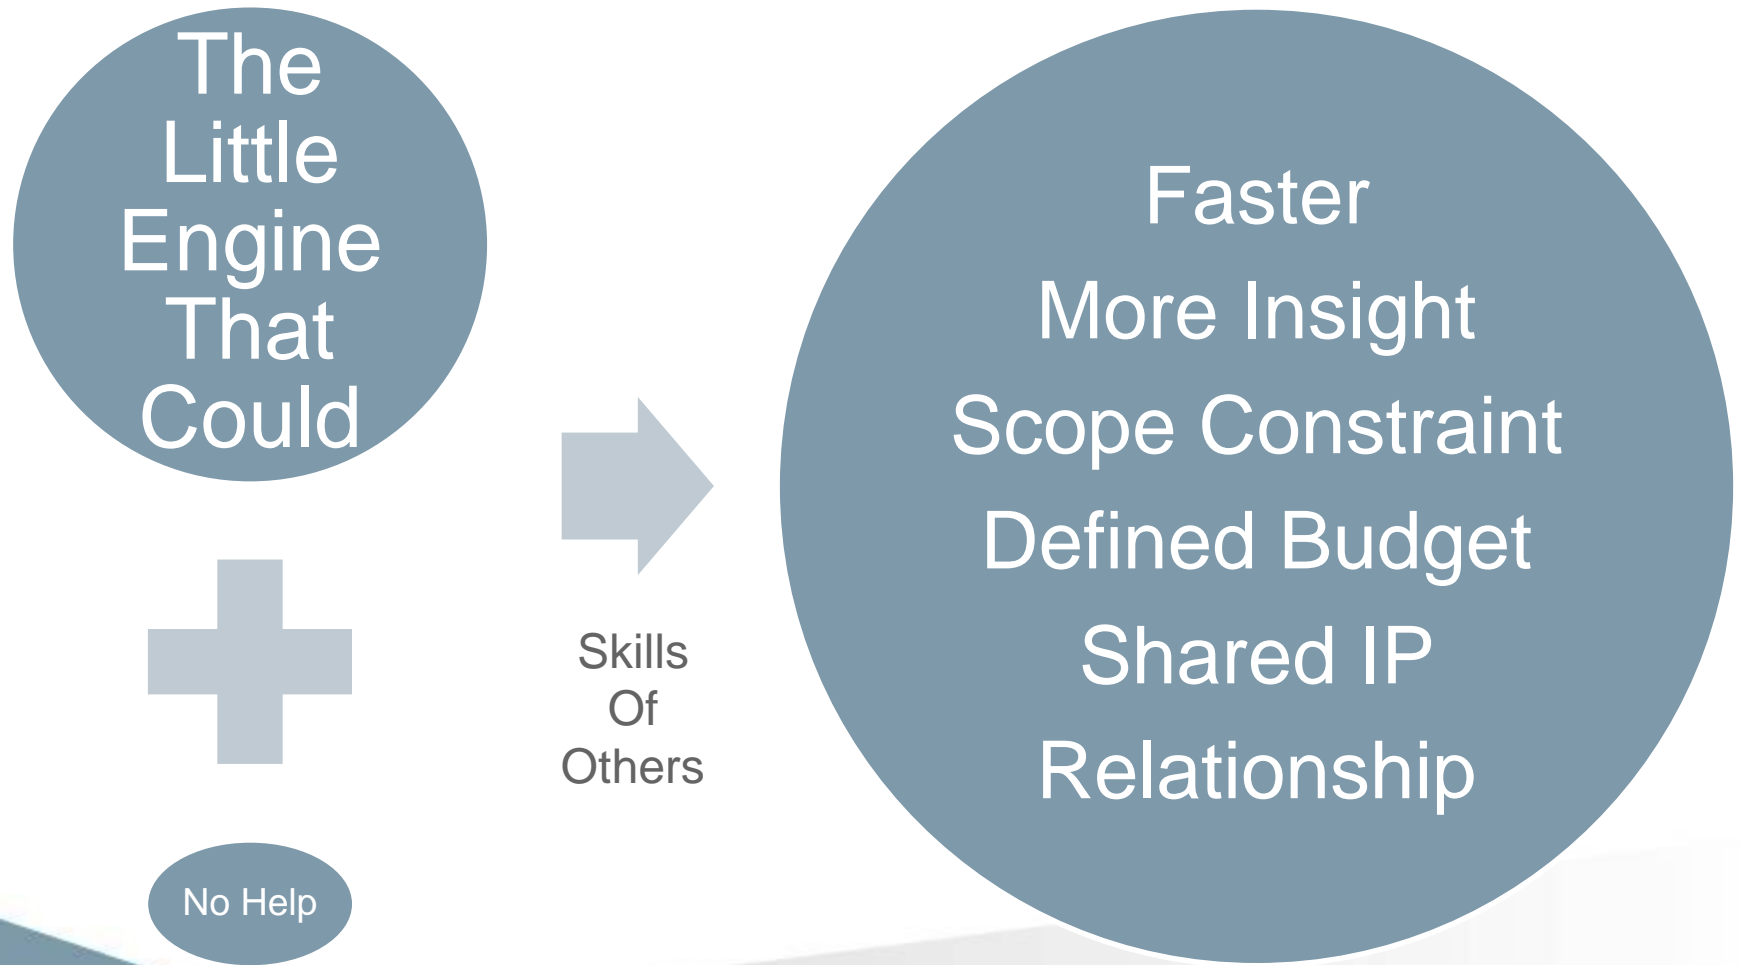 The
Little
Engine
That
Could
No Help
Skills
Of
Others
Faster
More Insight
Scope Constraint
Defined Budget
Shared IP
Relationship